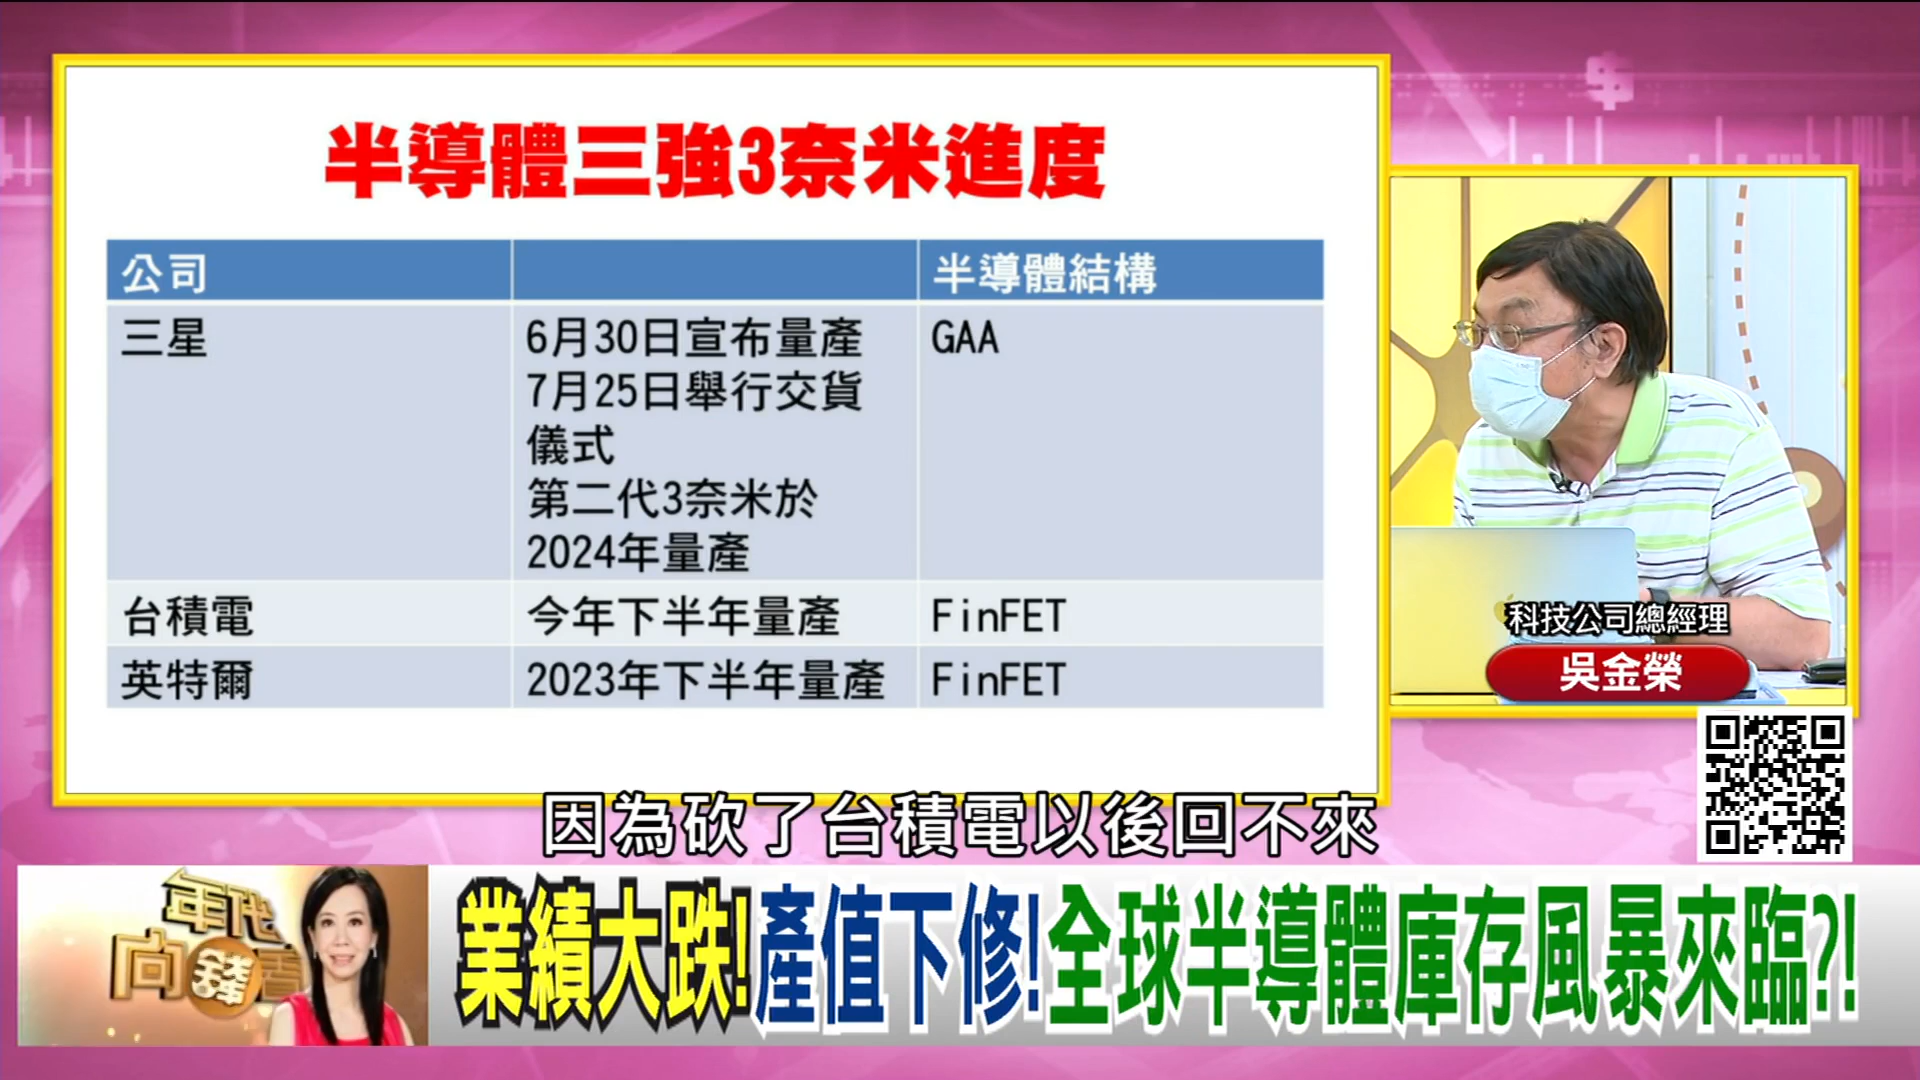 半導體三強3奈米進度
公司
半導體結構
三星
6月30日宣布量產
7月25日舉行交貨
儀式
第二代3奈米於
2024年量產
GAA
台積電
今年下半年量產
FinFET
英特爾
2023年下半年量產
FinFET
科技公司總經理
吳金榮
因為砍了台積電以後回不來
年代
向錢看
業績大跌!產值下修!全球半導體庫存風暴來臨?!